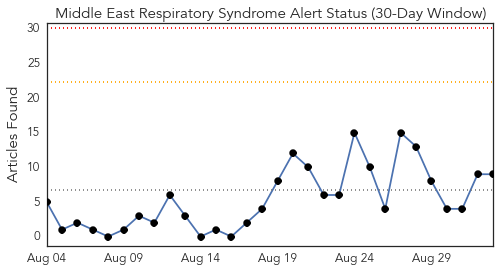 Middle East Respiratory Syndrome Alert Status (30-Day Window)
Articles Found
30
25
20
15
10
5
0
Aug 04 Aug 09 Aug 14 Aug 19 Aug 24 Aug 29